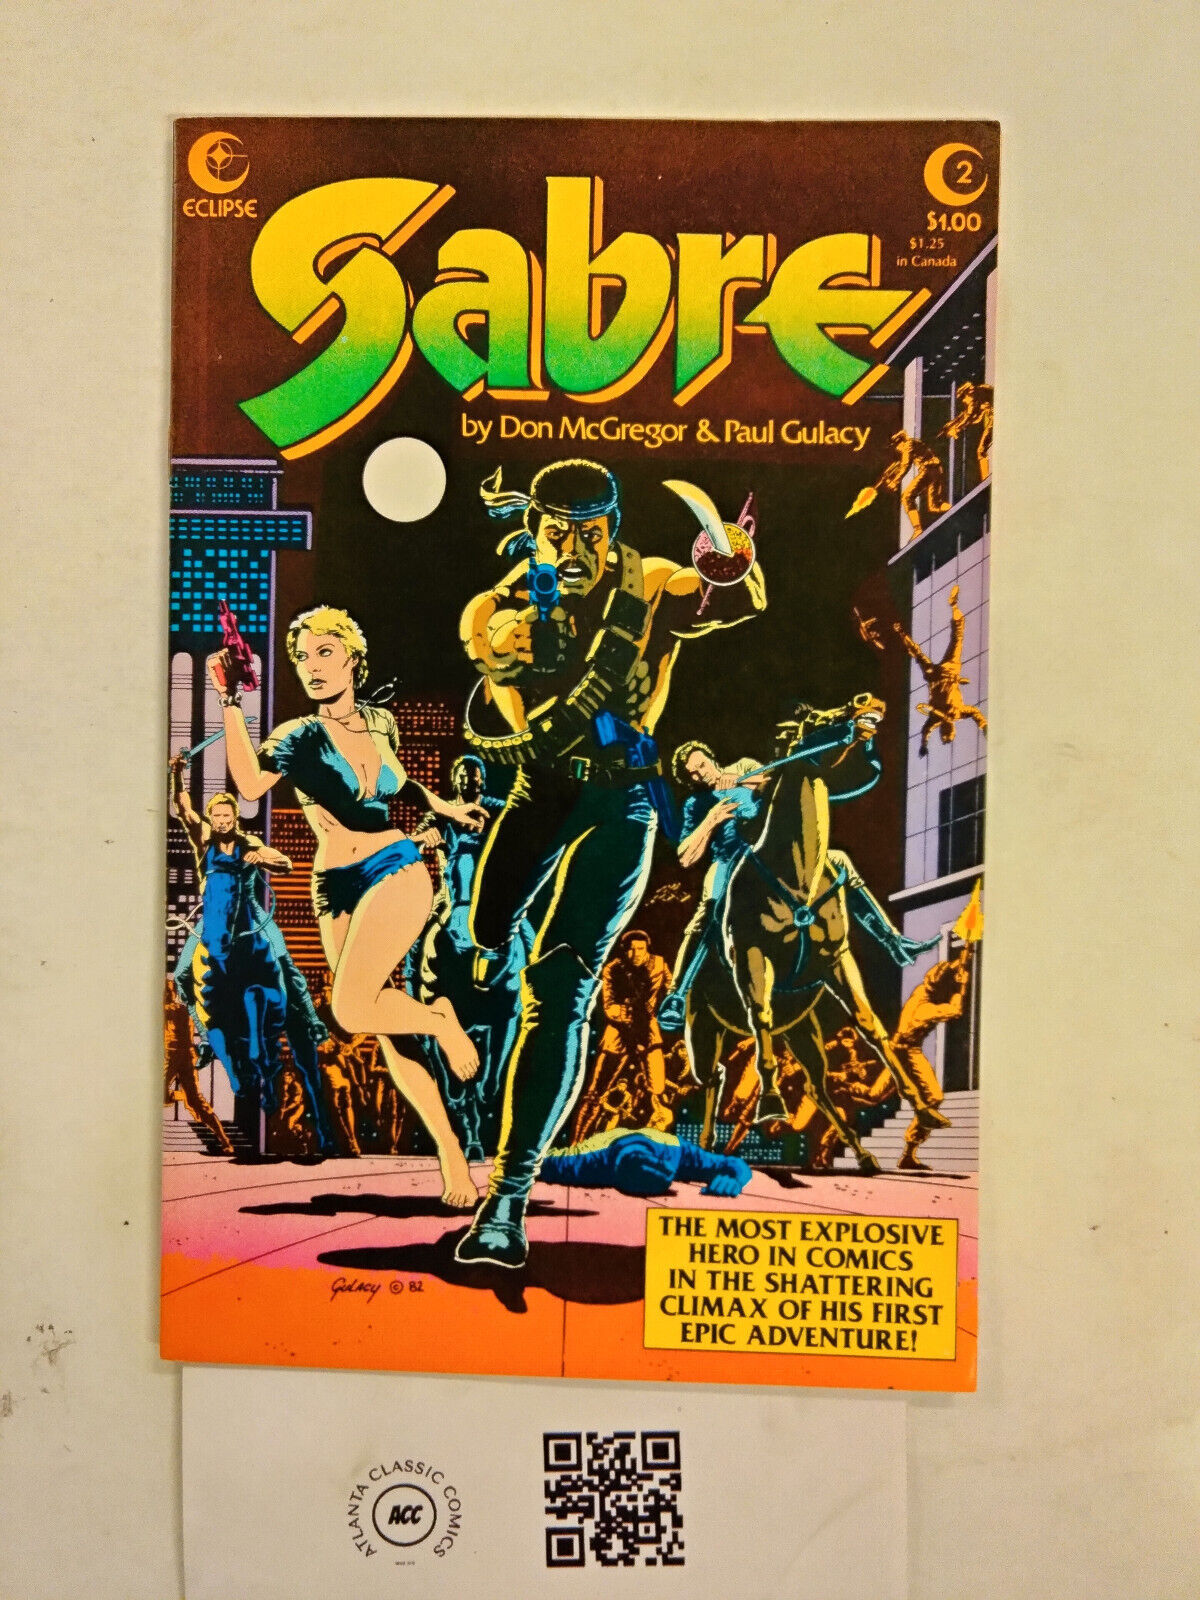 ECLIPSE
Sabre
2
$1.00
$1.25
in Canada
by Don McGregor & Paul Gulacy
THE MOST EXPLOSIVE
HERO IN COMICS
IN THE SHATTERING
CLIMAX OF HIS FIRST
EPIC ADVENTURE!
GULACY © 82
ATLANTA CLASSIC COMICS
ACC